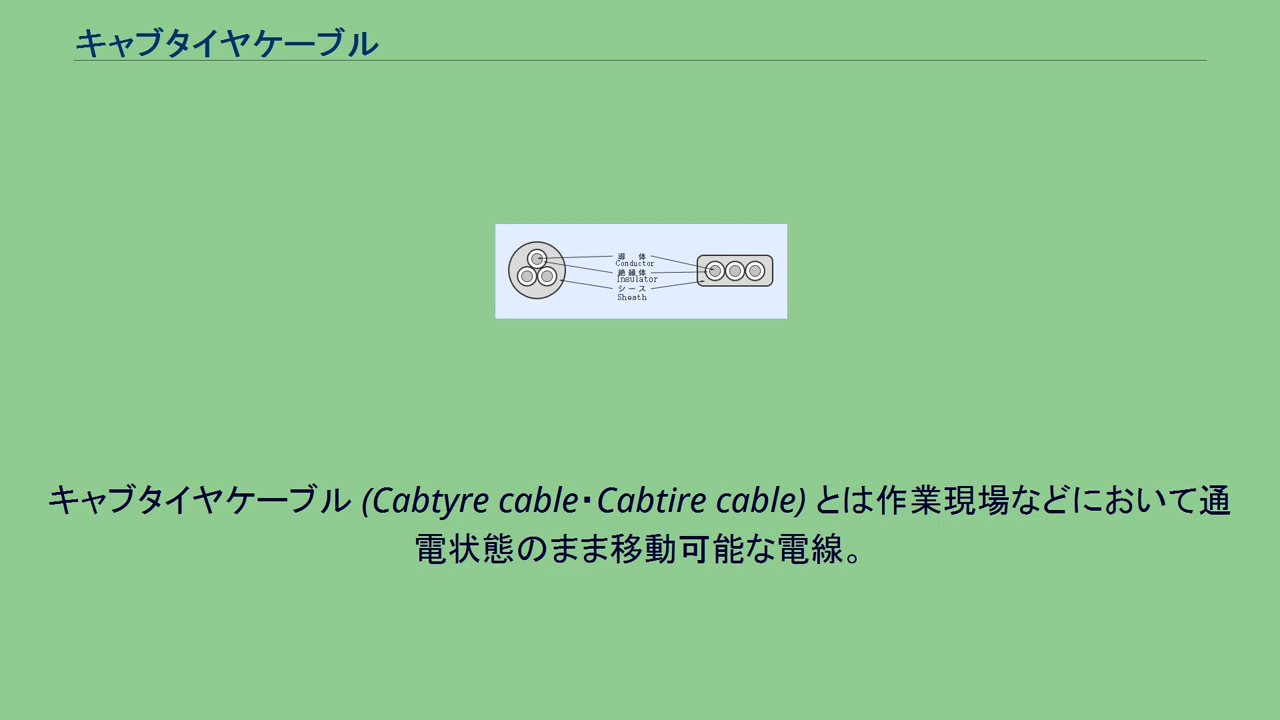 キャブタイヤケーブル
導 体
Conductor
絶縁体
Insulator
シース
Sheath
キャブタイヤケーブル (Cabtyre cable・Cabtire cable) とは作業現場などにおいて通
電状態のまま移動可能な電線。